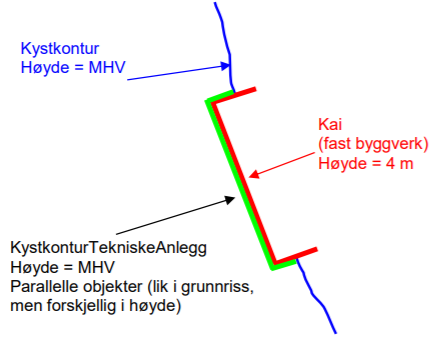 Kystkontur
Høyde = MHV
Kai
(fast byggverk)
Høyde = 4 m
KystkonturTekniskeAnlegg
Høyde = MHV
Parallelle objekter (lik i grunnriss,
men forskjellig i høyde)